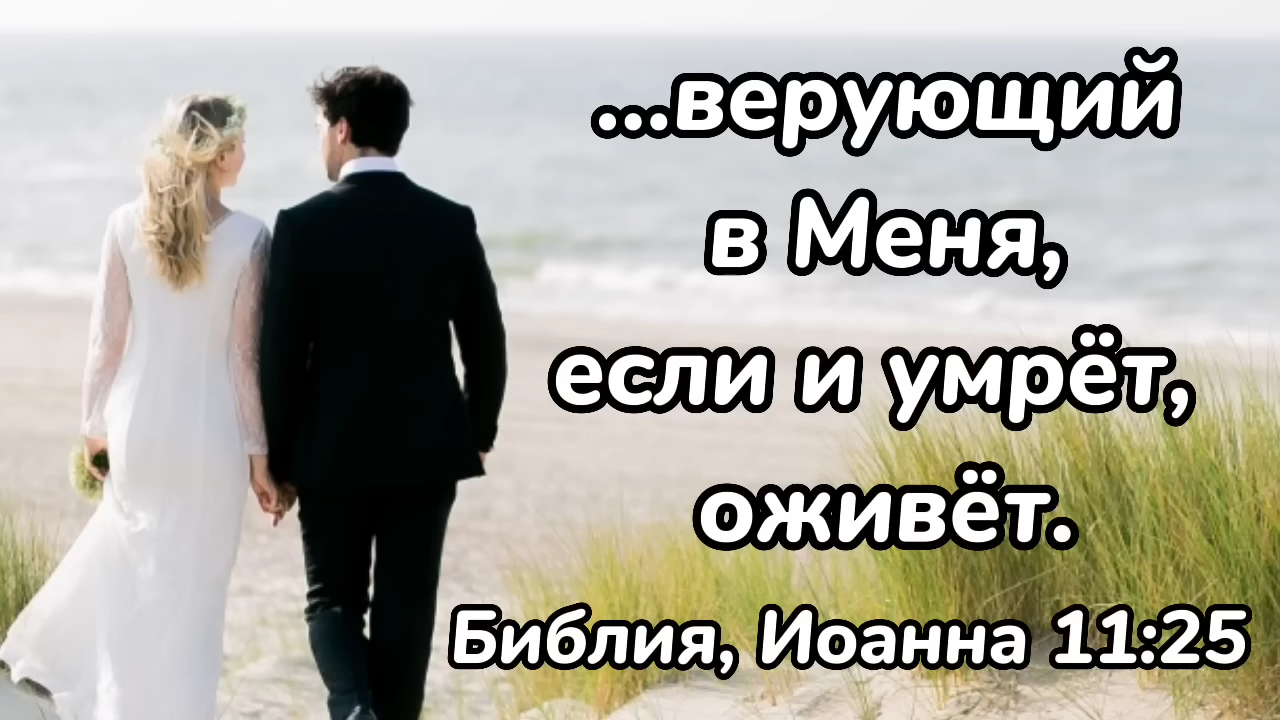 ...верующий
в Меня,
если и умрёт,
оживёт.
Библия, Иоанна 11:25